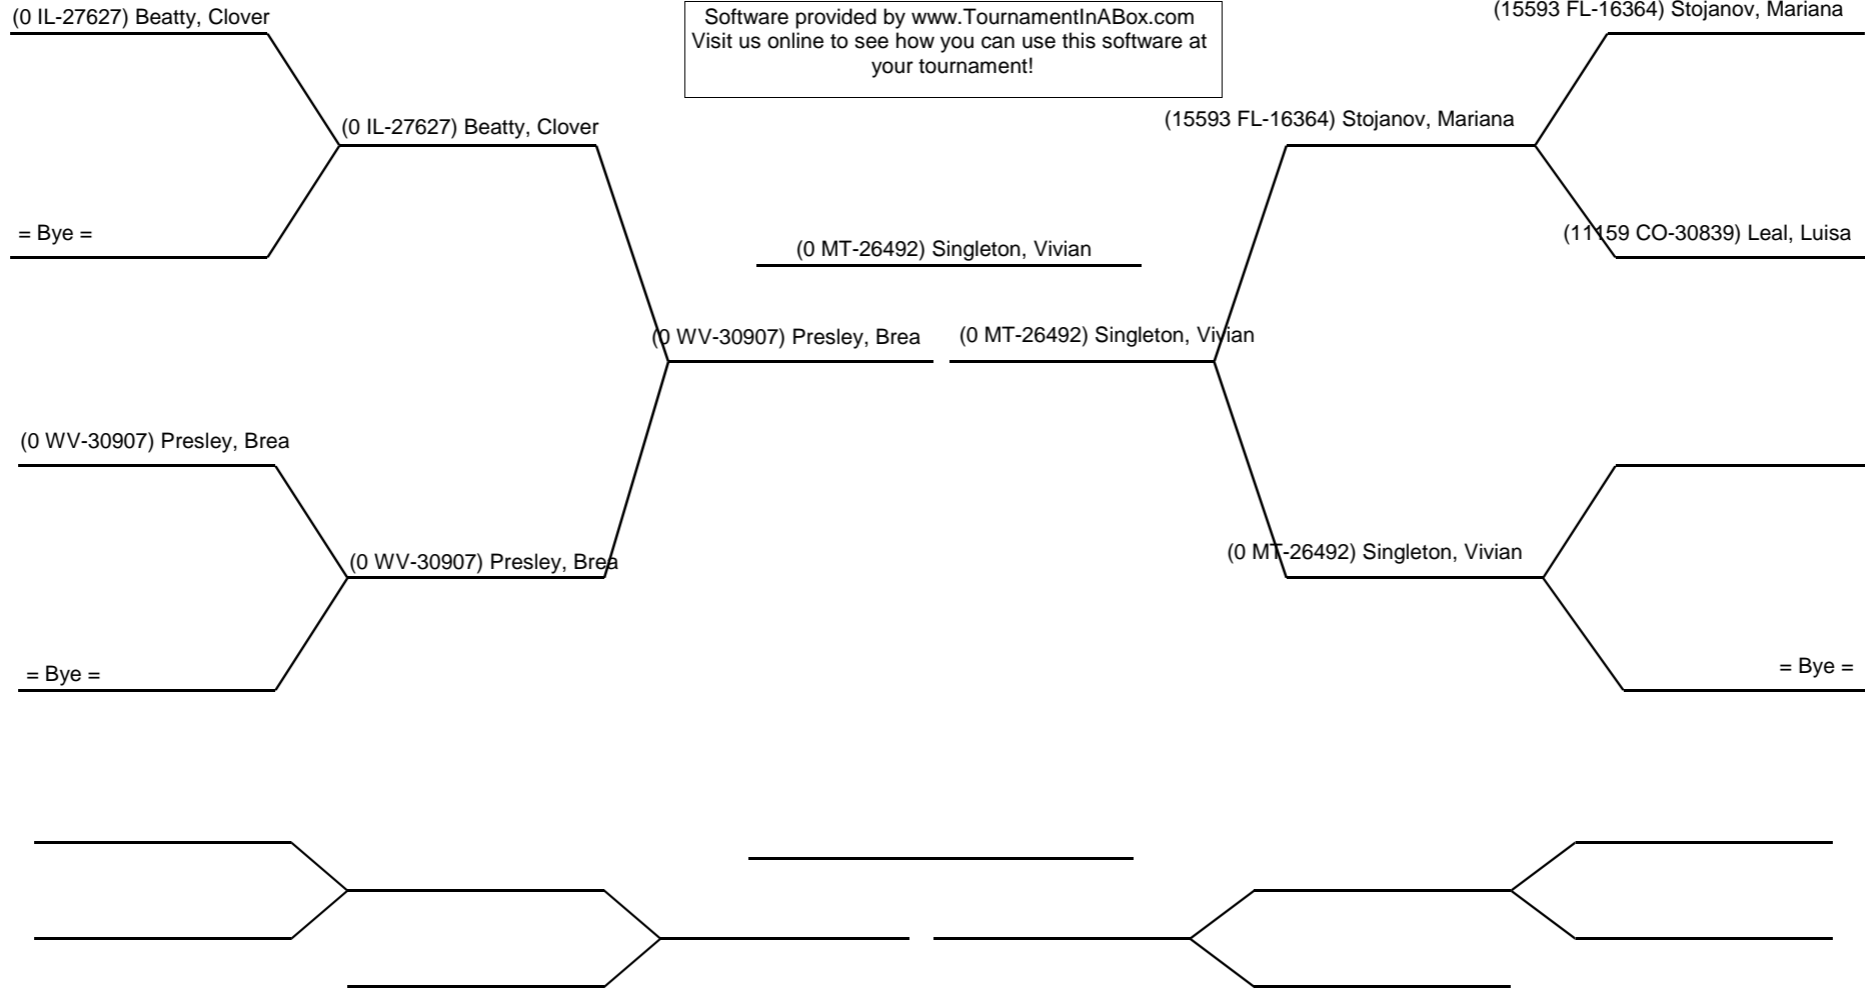 (0 IL-27627) Beatty, Clover
Software provided by www.TournamentInABox.com
Visit us online to see how you can use this software at
your tournament!
(15593 FL-16364) Stojanov, Mariana
(0 IL-27627) Beatty, Clover
(15593 FL-16364) Stojanov, Mariana
= Bye =
(0 MT-26492) Singleton, Vivian
(11159 CO-30839) Leal, Luisa
(0 WV-30907) Presley, Brea
(0 MT-26492) Singleton, Vivian
(0 WV-30907) Presley, Brea
(0 WV-30907) Presley, Brea
(0 MT-26492) Singleton, Vivian
= Bye =
= Bye =